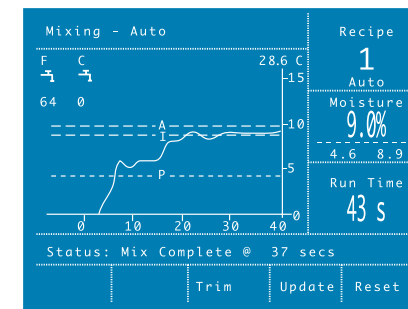 Mixing - Auto
Recipe
1
Auto
F C 28.6 C
64 0
15
10
5
0
A
I
P
0 10 20 30 40
Moisture
9.0%
4.6 8.9
Run Time
43 s
Status: Mix Complete @ 37 secs
Trim Update Reset